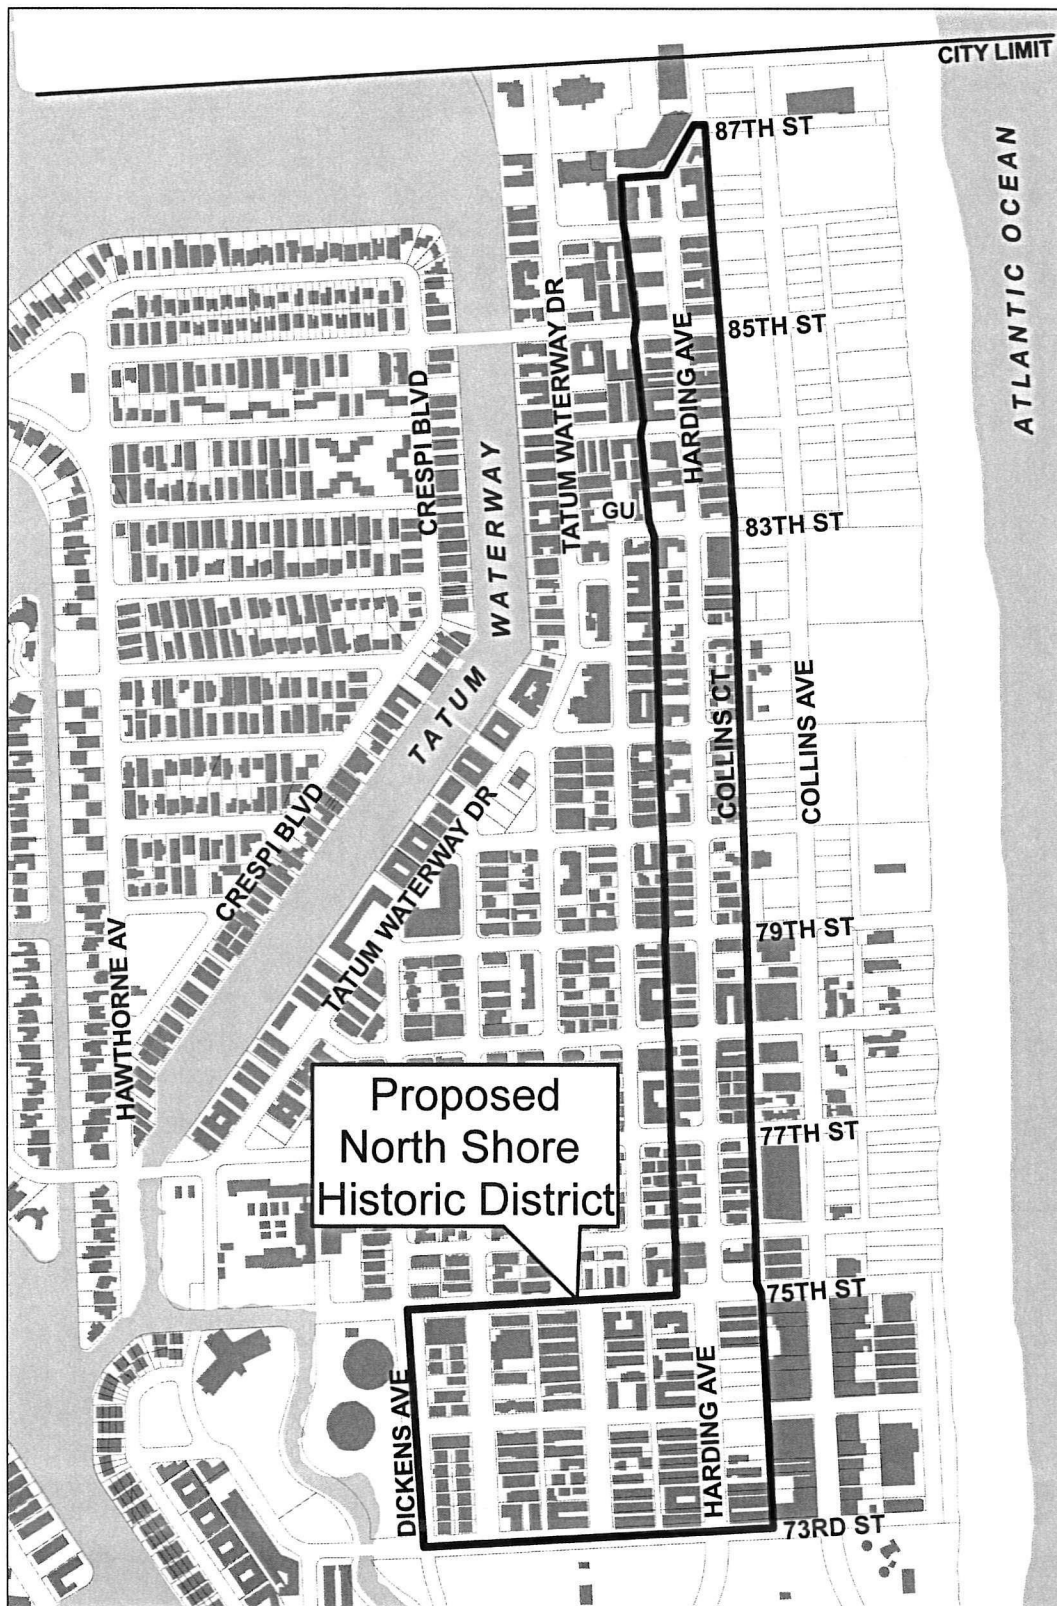 CITY LIMIT
87TH ST
ATLANTIC OCEAN
TATUM WATERWAY DR
85TH ST
HARDING AVE
CRESPI BLVD
WATERWAY
GU
83TH ST
TATUM
COLLINS CT
COLLINS AVE
CRESPI BLVD
TATUM WATERWAY DR
79TH ST
HAWTHORNE AV
Proposed
North Shore
Historic District
77TH ST
75TH ST
HARDING AVE
DICKENS AVE
73RD ST